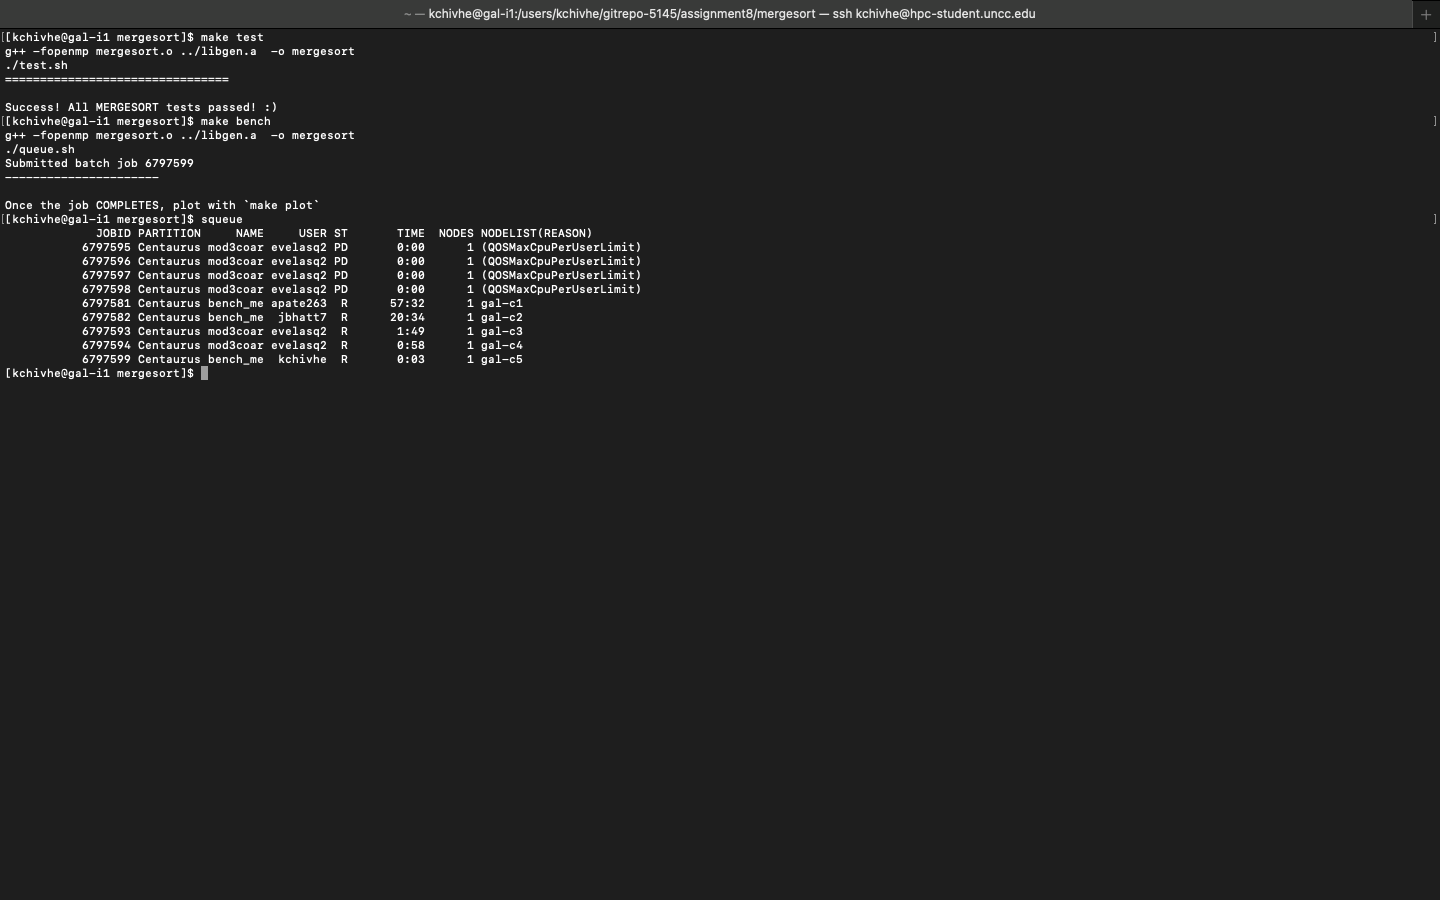 ~ — kchivhe@gal-i1:/users/kchivhe/gitrepo-5145/assignment8/mergesort — ssh kchivhe@hpc-student.uncc.edu
[[kchivhe@gal-i1 mergesort]$ make test ]
g++ -fopenmp mergesort.o ../libgen.a  -o mergesort
./test.sh
================================
Success! All MERGESORT tests passed! :)
[[kchivhe@gal-i1 mergesort]$ make bench ]
g++ -fopenmp mergesort.o ../libgen.a  -o mergesort
./queue.sh
Submitted batch job 6797599
----------------------
Once the job COMPLETES, plot with `make plot`
[[kchivhe@gal-i1 mergesort]$ squeue ]
             JOBID PARTITION     NAME     USER ST       TIME  NODES NODELIST(REASON)
           6797595 Centaurus mod3coar evelasq2 PD       0:00      1 (QOSMaxCpuPerUserLimit)
           6797596 Centaurus mod3coar evelasq2 PD       0:00      1 (QOSMaxCpuPerUserLimit)
           6797597 Centaurus mod3coar evelasq2 PD       0:00      1 (QOSMaxCpuPerUserLimit)
           6797598 Centaurus mod3coar evelasq2 PD       0:00      1 (QOSMaxCpuPerUserLimit)
           6797581 Centaurus bench_me apate263  R      57:32      1 gal-c1
           6797582 Centaurus bench_me  jbhatt7  R      20:34      1 gal-c2
           6797593 Centaurus mod3coar evelasq2  R       1:49      1 gal-c3
           6797594 Centaurus mod3coar evelasq2  R       0:58      1 gal-c4
           6797599 Centaurus bench_me  kchivhe  R       0:03      1 gal-c5
[kchivhe@gal-i1 mergesort]$